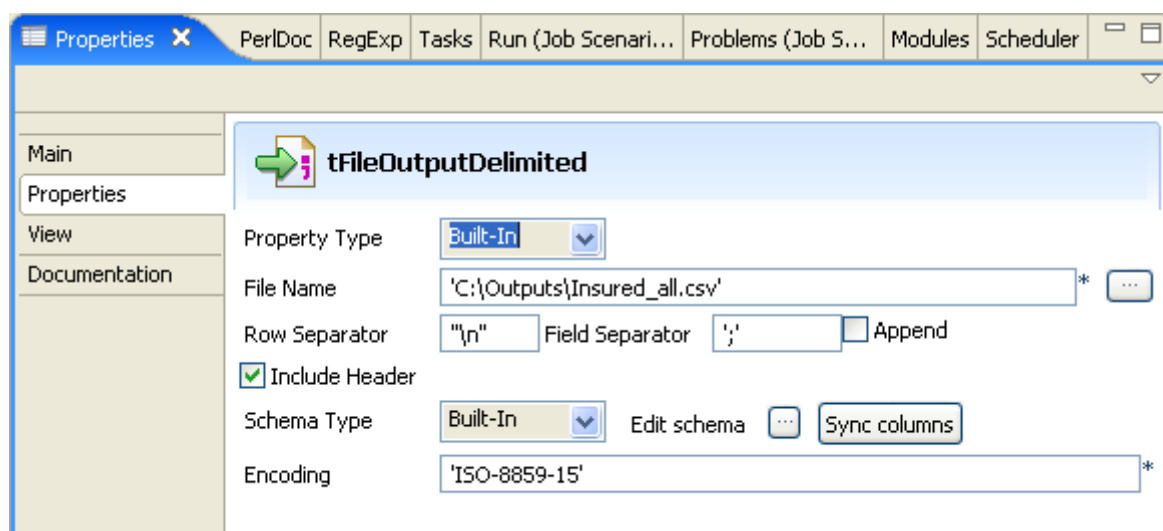 Properties PerlDoc RegExp Tasks Run (Job Scenari... Problems (Job S... Modules Scheduler
Main
Properties
View
Documentation
tFileOutputDelimited
Property Type Built-In
File Name 'C:\Outputs\Insured_all.csv' * ...
Row Separator "\n" Field Separator ';' Append
Include Header
Schema Type Built-In Edit schema ... Sync columns
Encoding 'ISO-8859-15' *